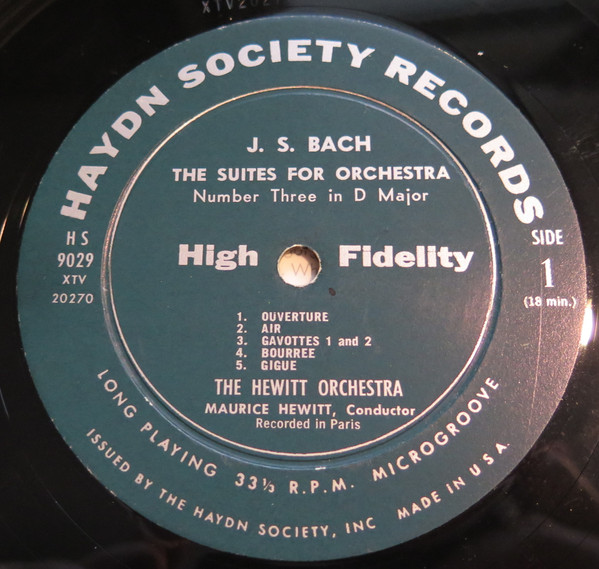 XTV202
HAYDN SOCIETY RECORDS
J. S. BACH
THE SUITES FOR ORCHESTRA
Number Three in D Major
HS
9029
XTV
20270
High Fidelity
SIDE
1
(18 min.)
1. OUVERTURE
2. AIR
3. GAVOTTES 1 and 2
4. BOURREE
5. GIGUE
THE HEWITT ORCHESTRA
MAURICE HEWITT, Conductor
Recorded in Paris
LONG PLAYING 33⅓ R.P.M. MICROGROOVE
ISSUED BY THE HAYDN SOCIETY, INC MADE IN U.S.A.